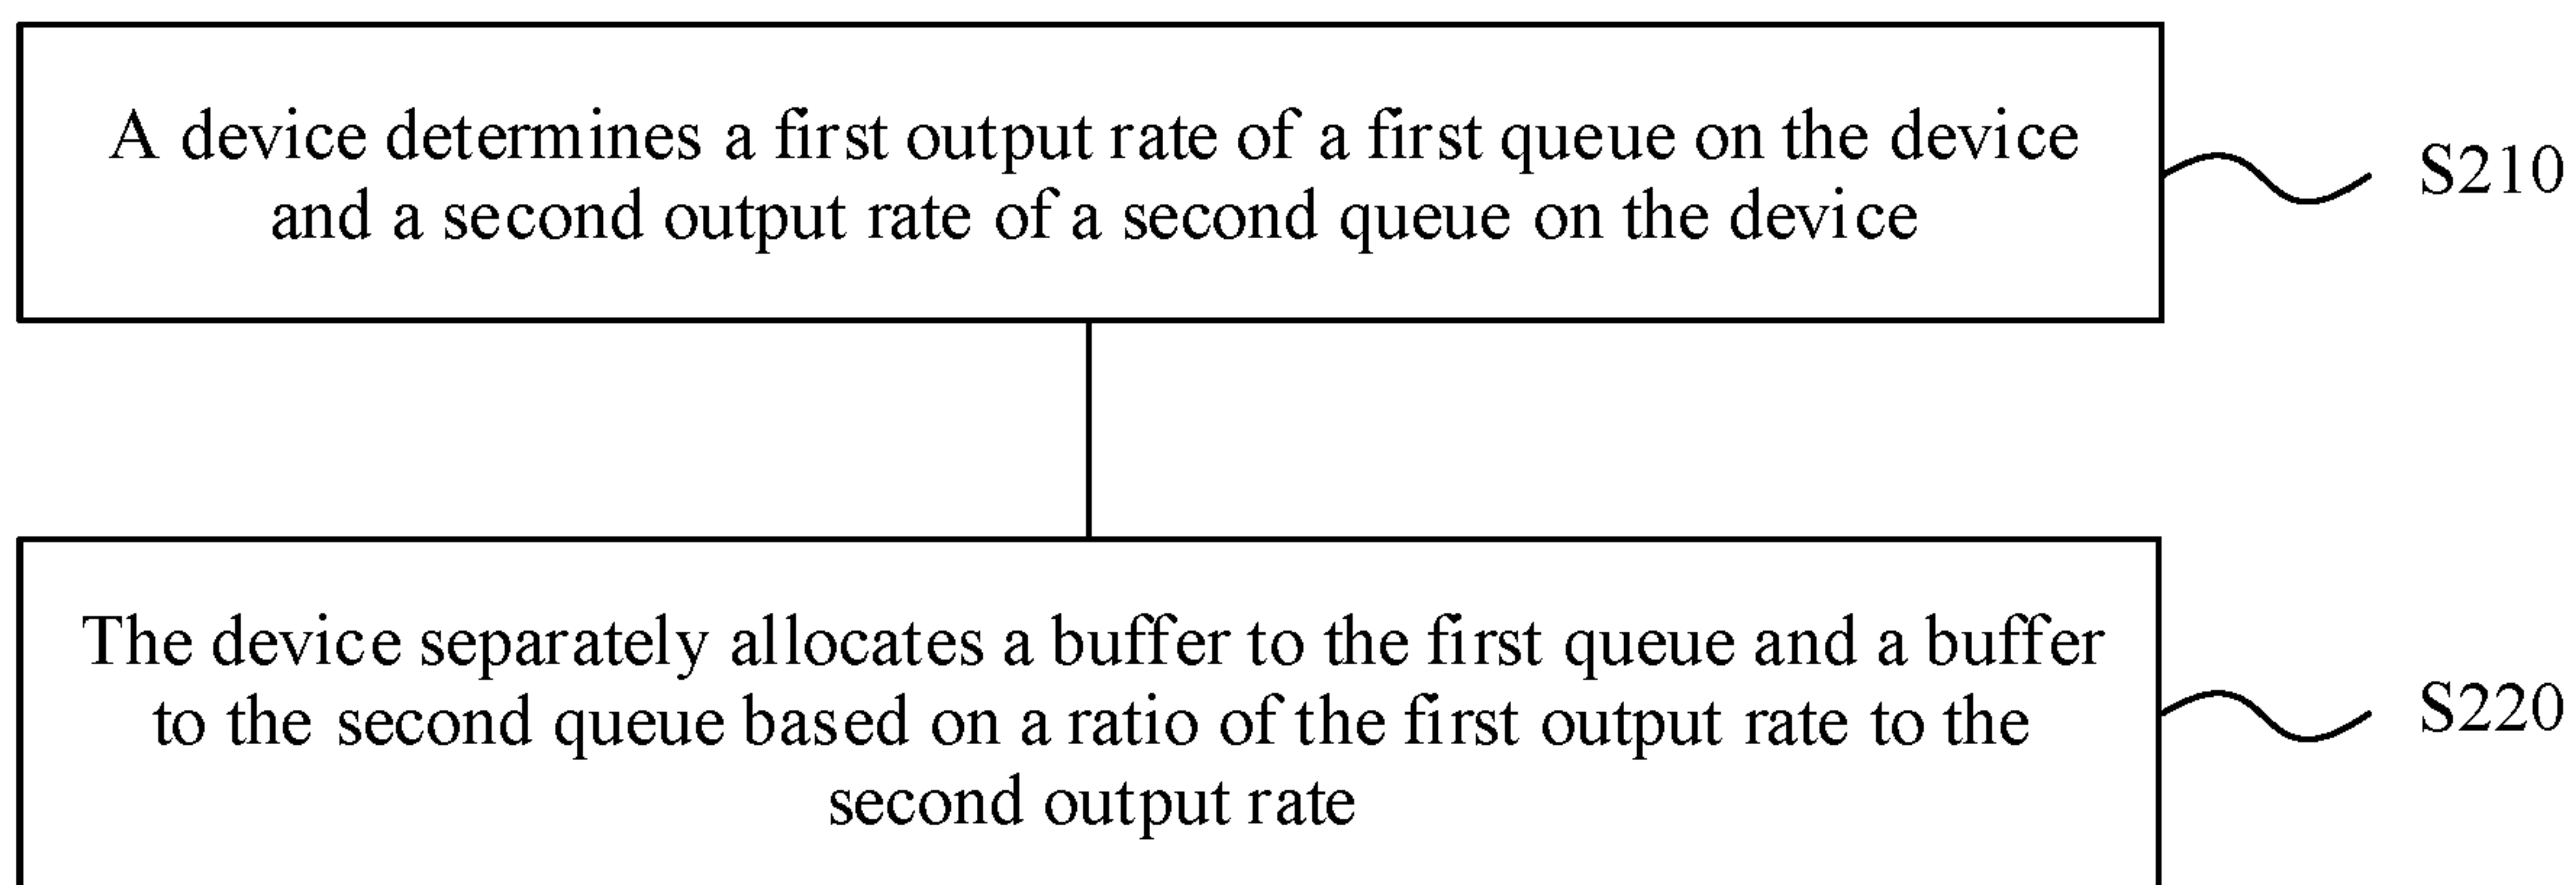 A device determines a first output rate of a first queue on the device
and a second output rate of a second queue on the device
S210
The device separately allocates a buffer to the first queue and a buffer
to the second queue based on a ratio of the first output rate to the
second output rate
S220